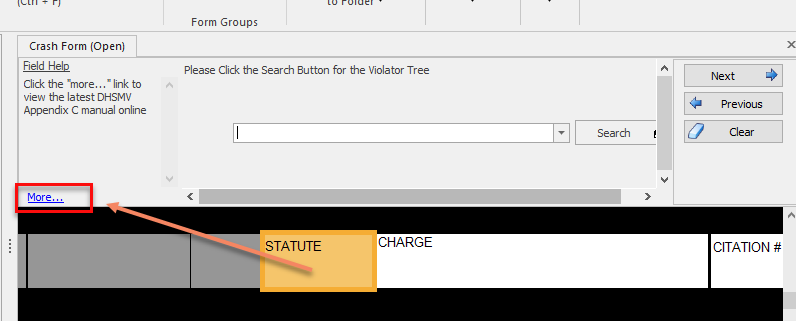 (Ctrl + F)
to Folder
Form Groups
Crash Form (Open)
Field Help
Click the "more..." link to
view the latest DHSMV
Appendix C manual online
More...
Please Click the Search Button for the Violator Tree
Search
Next
Previous
Clear
STATUTE
CHARGE
CITATION #